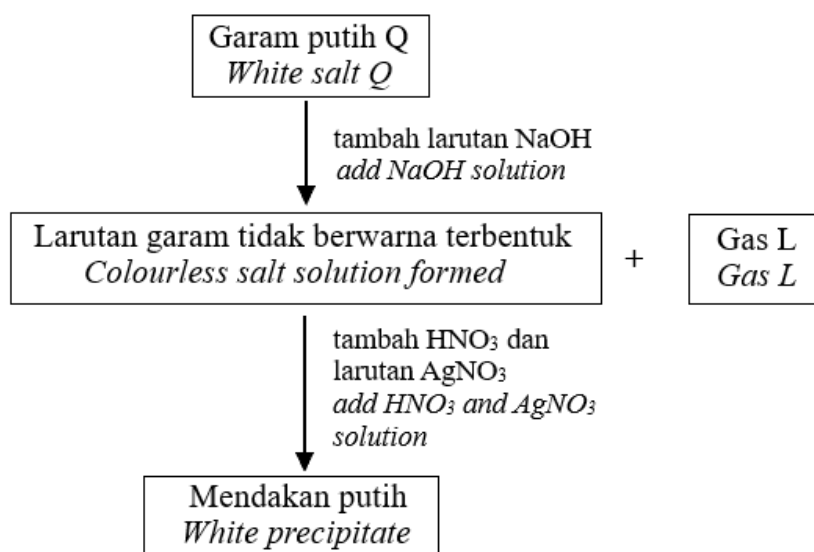 Garam putih Q
White salt Q
tambah larutan NaOH
add NaOH solution
Larutan garam tidak berwarna terbentuk
Colourless salt solution formed
+
Gas L
Gas L
tambah HNO₃ dan
larutan AgNO₃
add HNO₃ and AgNO₃
solution
Mendakan putih
White precipitate